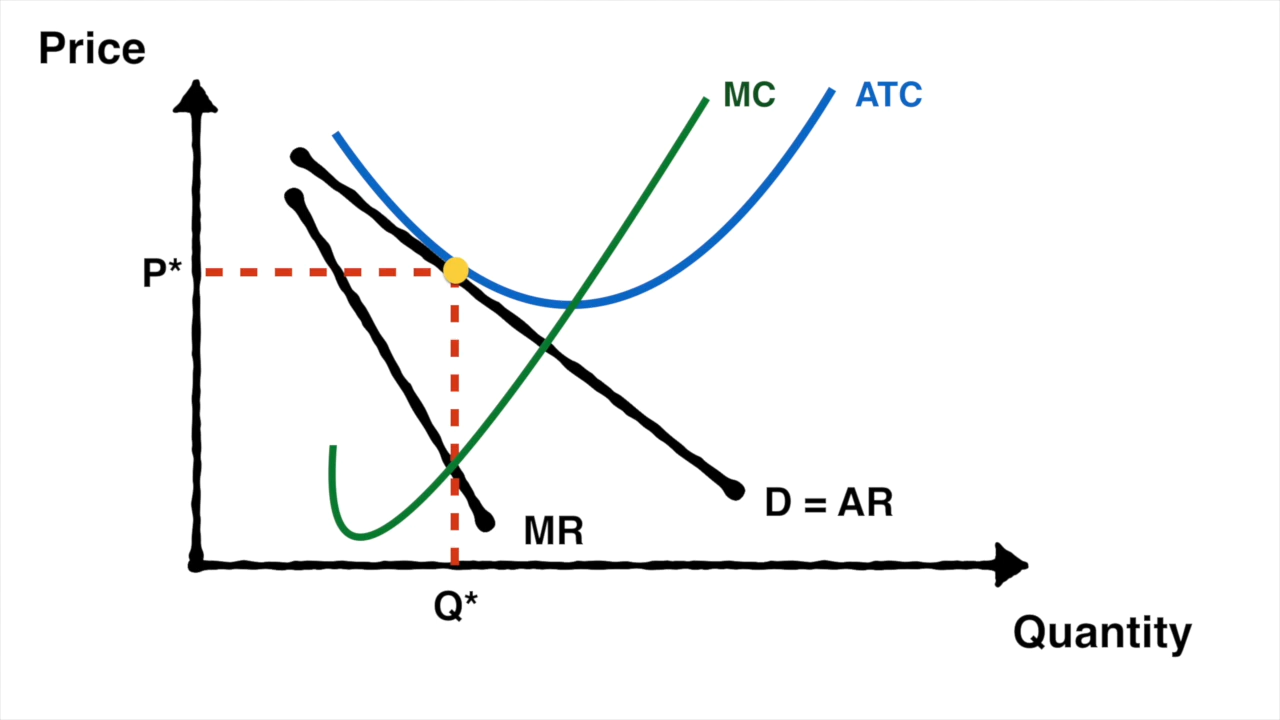 Price
MC
ATC
P*
D = AR
MR
Q*
Quantity